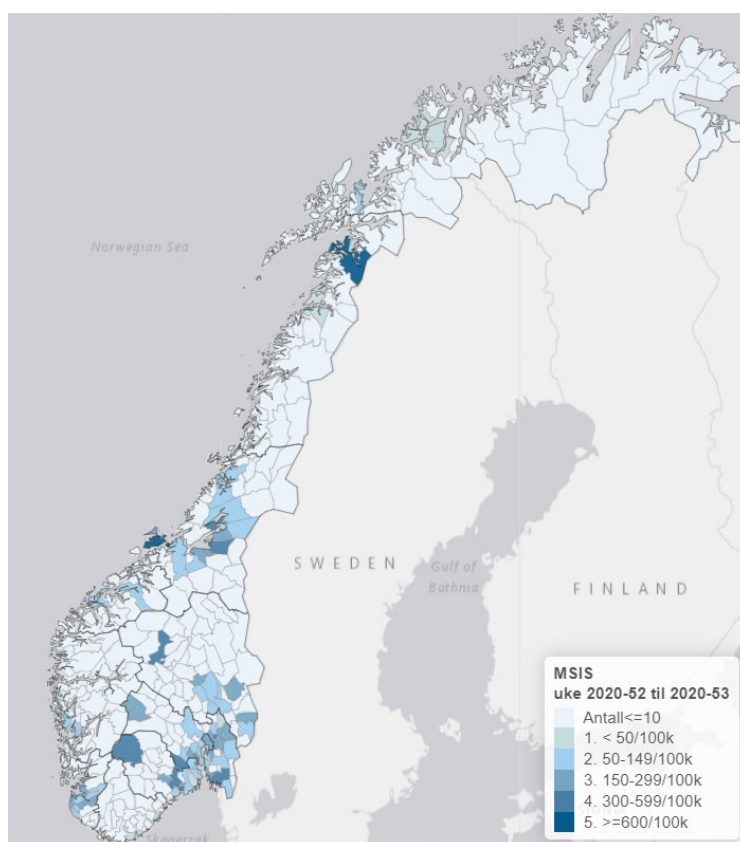 Norwegian Sea
SWEDEN
Gulf of
Bothnia
FINLAND
MSIS
uke 2020-52 til 2020-53
Antall<=10
1. < 50/100k
2. 50-149/100k
3. 150-299/100k
4. 300-599/100k
5. >=600/100k
Skagerrak